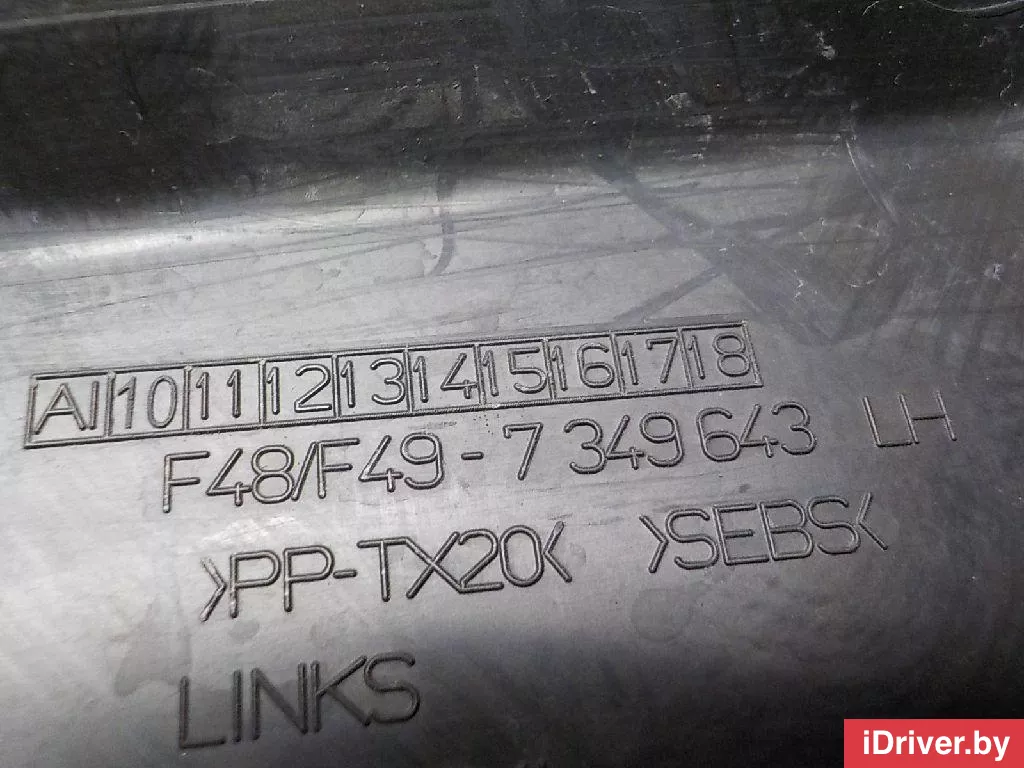 AI 10 11 12 13 14 15 16 17 18
F48/F49 - 7 349 643 LH
>PP-TX20< >SEBS<
LINKS
iDriver.by